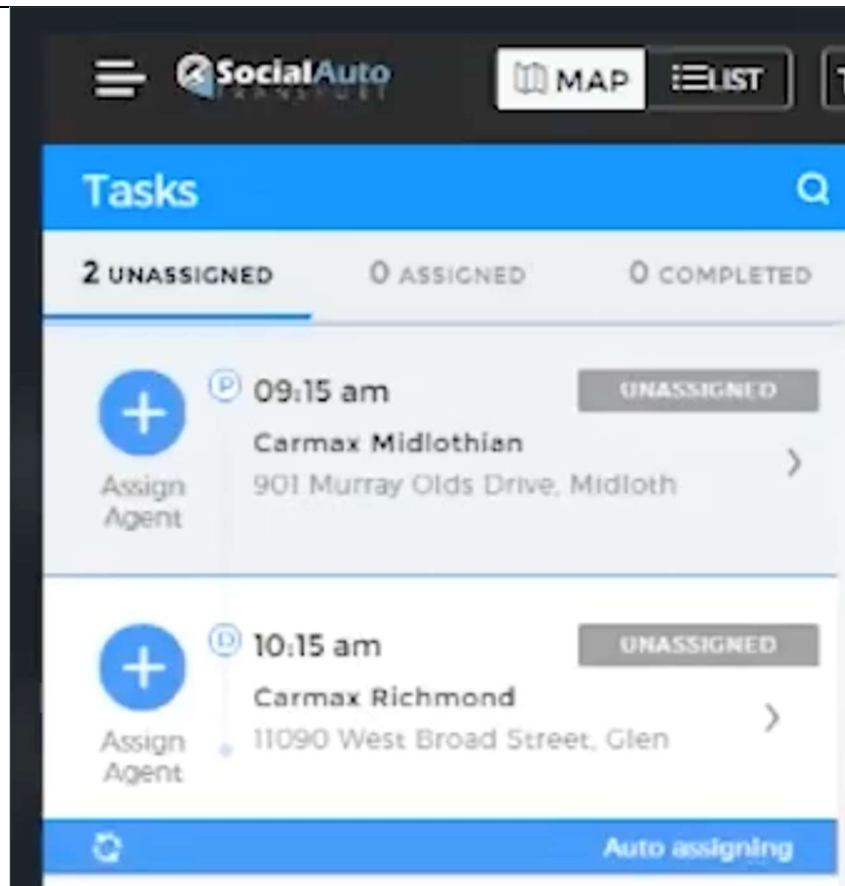 SocialAuto
TRANSPORT
MAP
LIST
T
Tasks
2 UNASSIGNED
0 ASSIGNED
0 COMPLETED
P
09:15 am
UNASSIGNED
Carmax Midlothian
901 Murray Olds Drive, Midloth
Assign
Agent
D
10:15 am
UNASSIGNED
Carmax Richmond
11090 West Broad Street, Glen
Assign
Agent
Auto assigning